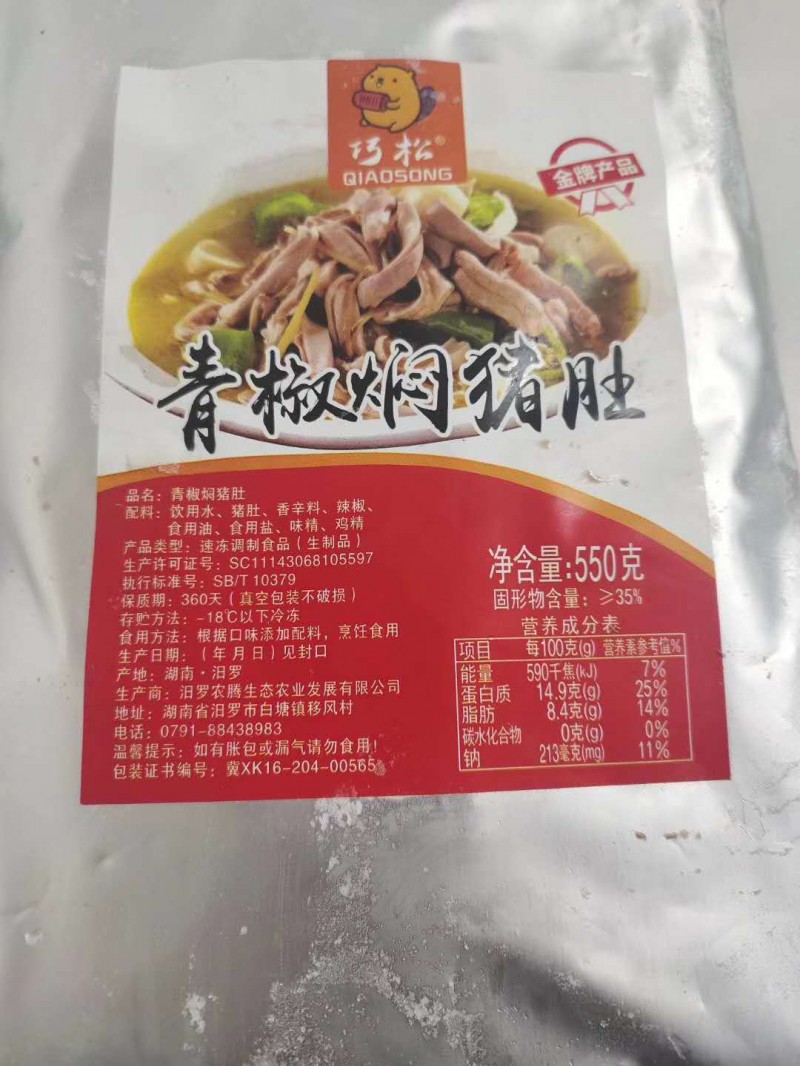 巧松®
QIAOSONG
金牌产品
青椒焖猪肚
品名：青椒焖猪肚
配料：饮用水、猪肚、香辛料、辣椒、
食用油、食用盐、味精、鸡精
产品类型：速冻调制食品（生制品）
生产许可证号：SC11143068105597
执行标准号：SB/T 10379
保质期：360天（真空包装不破损）
存贮方法：-18℃以下冷冻
食用方法：根据口味添加配料，烹饪食用
生产日期：（年月日）见封口
产地：湖南·汨罗
生产商：汨罗农腾生态农业发展有限公司
地址：湖南省汨罗市白塘镇移风村
电话：0791-88438983
温馨提示：如有胀包或漏气请勿食用！
包装证书编号：冀XK16-204-00565
净含量:550克
固形物含量：≥35%
营养成分表
项目 每100克(g) 营养素参考值%
能量 590千焦(kJ) 7%
蛋白质 14.9克(g) 25%
脂肪 8.4克(g) 14%
碳水化合物 0克(g) 0%
钠 213毫克(mg) 11%